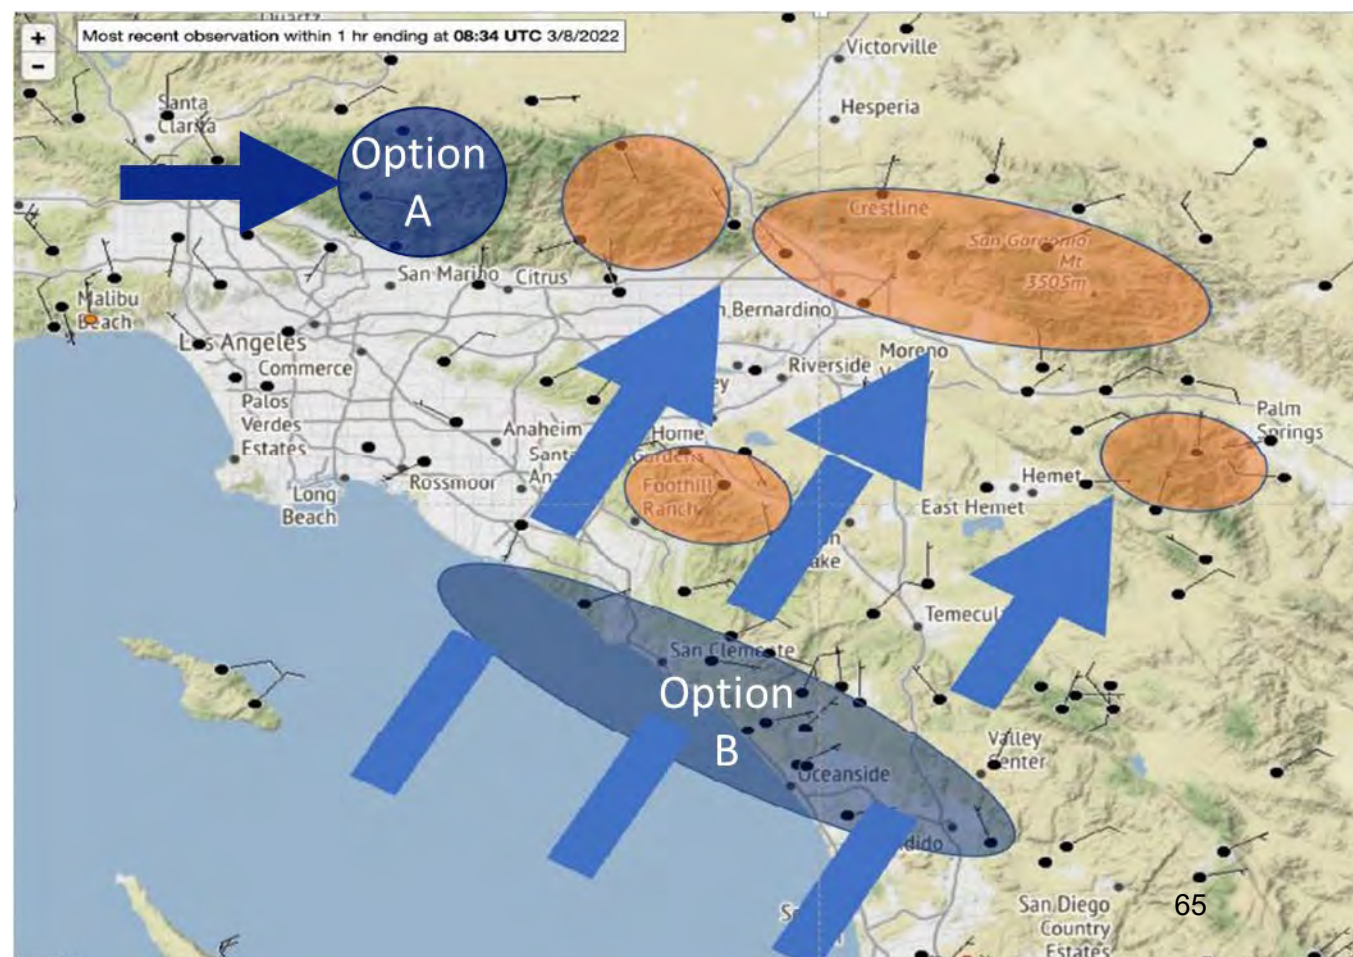 +
−
Most recent observation within 1 hr ending at 08:34 UTC 3/8/2022
Quartz
Victorville
Hesperia
Santa
Clarita
Option
A
Crestline
San Gorgonio
Mt
3505m
San Marino
Citrus
Malibu
Beach
Bernardino
Los Angeles
Commerce
Riverside
Moreno
Palos
Verdes
Estates
Anaheim
Home
Gardens
Palm
Springs
Long
Beach
Rossmoor
Foothill
Ranch
Hemet
East Hemet
San Clemente
Option
B
Oceanside
Valley
Center
San Diego
Country
Estates
65